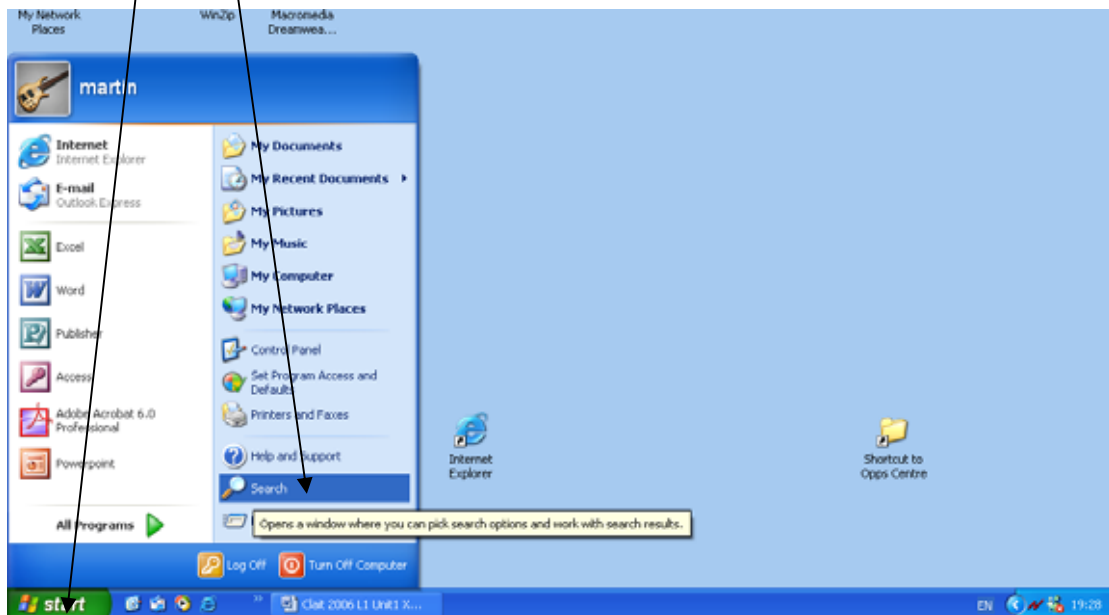 My Network
Places
WinZip
Macromedia
Dreamwea...
martin
Internet
Internet Explorer
E-mail
Outlook Express
Excel
Word
Publisher
Access
Adobe Acrobat 6.0
Professional
Powerpoint
All Programs
My Documents
My Recent Documents
My Pictures
My Music
My Computer
My Network Places
Control Panel
Set Program Access and
Defaults
Printers and Faxes
Help and Support
Search
Opens a window where you can pick search options and work with search results.
Log Off
Turn Off Computer
Internet
Explorer
Shortcut to
Opps Centre
start
Clait 2006 L1 Unit1 X...
EN
19:28